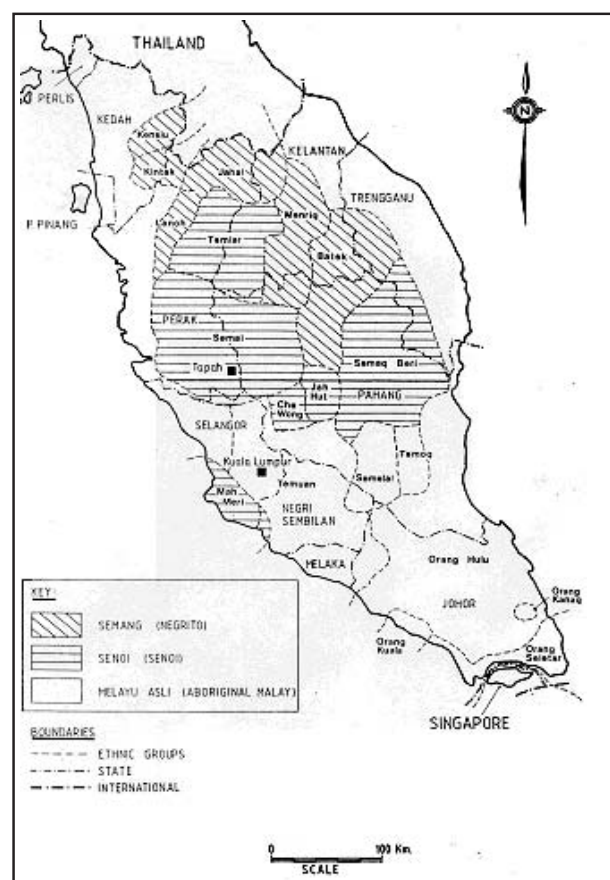 THAILAND
PERLIS
KEDAH
Kensiu
Kintak
Jahai
KELANTAN
TRENGGANU
P. PINANG
Lanoh
Temiar
Menriq
Batek
PERAK
Semai
Tapah
Semaq Beri
Jah
Hut
Che
Wong
PAHANG
SELANGOR
Kuala Lumpur
Temoq
Semelai
Mah
Meri
Temuan
NEGRI
SEMBILAN
MELAKA
Orang Hulu
JOHOR
Orang
Kanaq
Orang
Kuala
Orang
Seletar
SINGAPORE
N
KEY:
SEMANG (NEGRITO)
SENOI (SENOI)
MELAYU ASLI (ABORIGINAL MALAY)
BOUNDARIES
ETHNIC GROUPS
STATE
INTERNATIONAL
0 100 Km.
SCALE